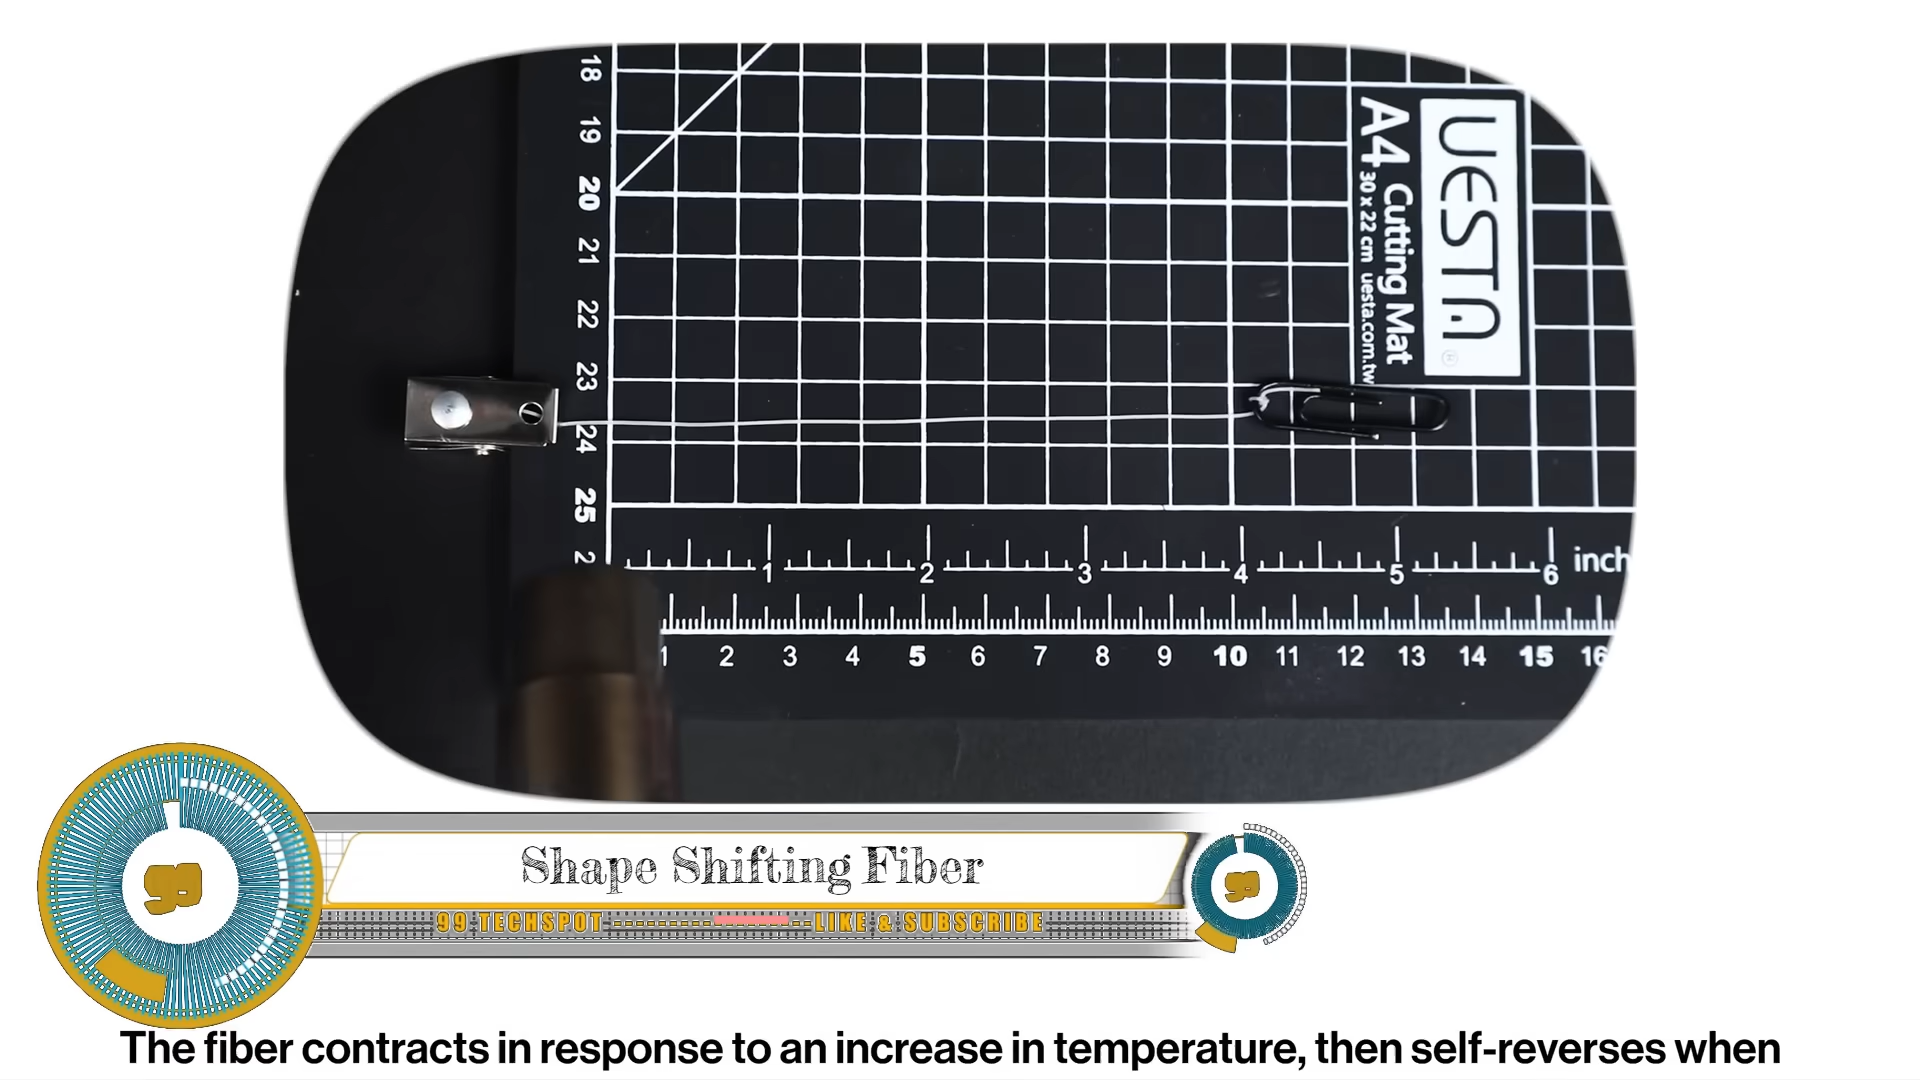 18
19
20
21
22
23
24
25
2
UESTA
A4 Cutting Mat
30 x 22 cm uesta.com.tw
1 2 3 4 5 6 inch
1 2 3 4 5 6 7 8 9 10 11 12 13 14 15 16
99
Shape Shifting Fiber
99 TECHSPOT ---------- LIKE & SUBSCRIBE
99
The fiber contracts in response to an increase in temperature, then self-reverses when